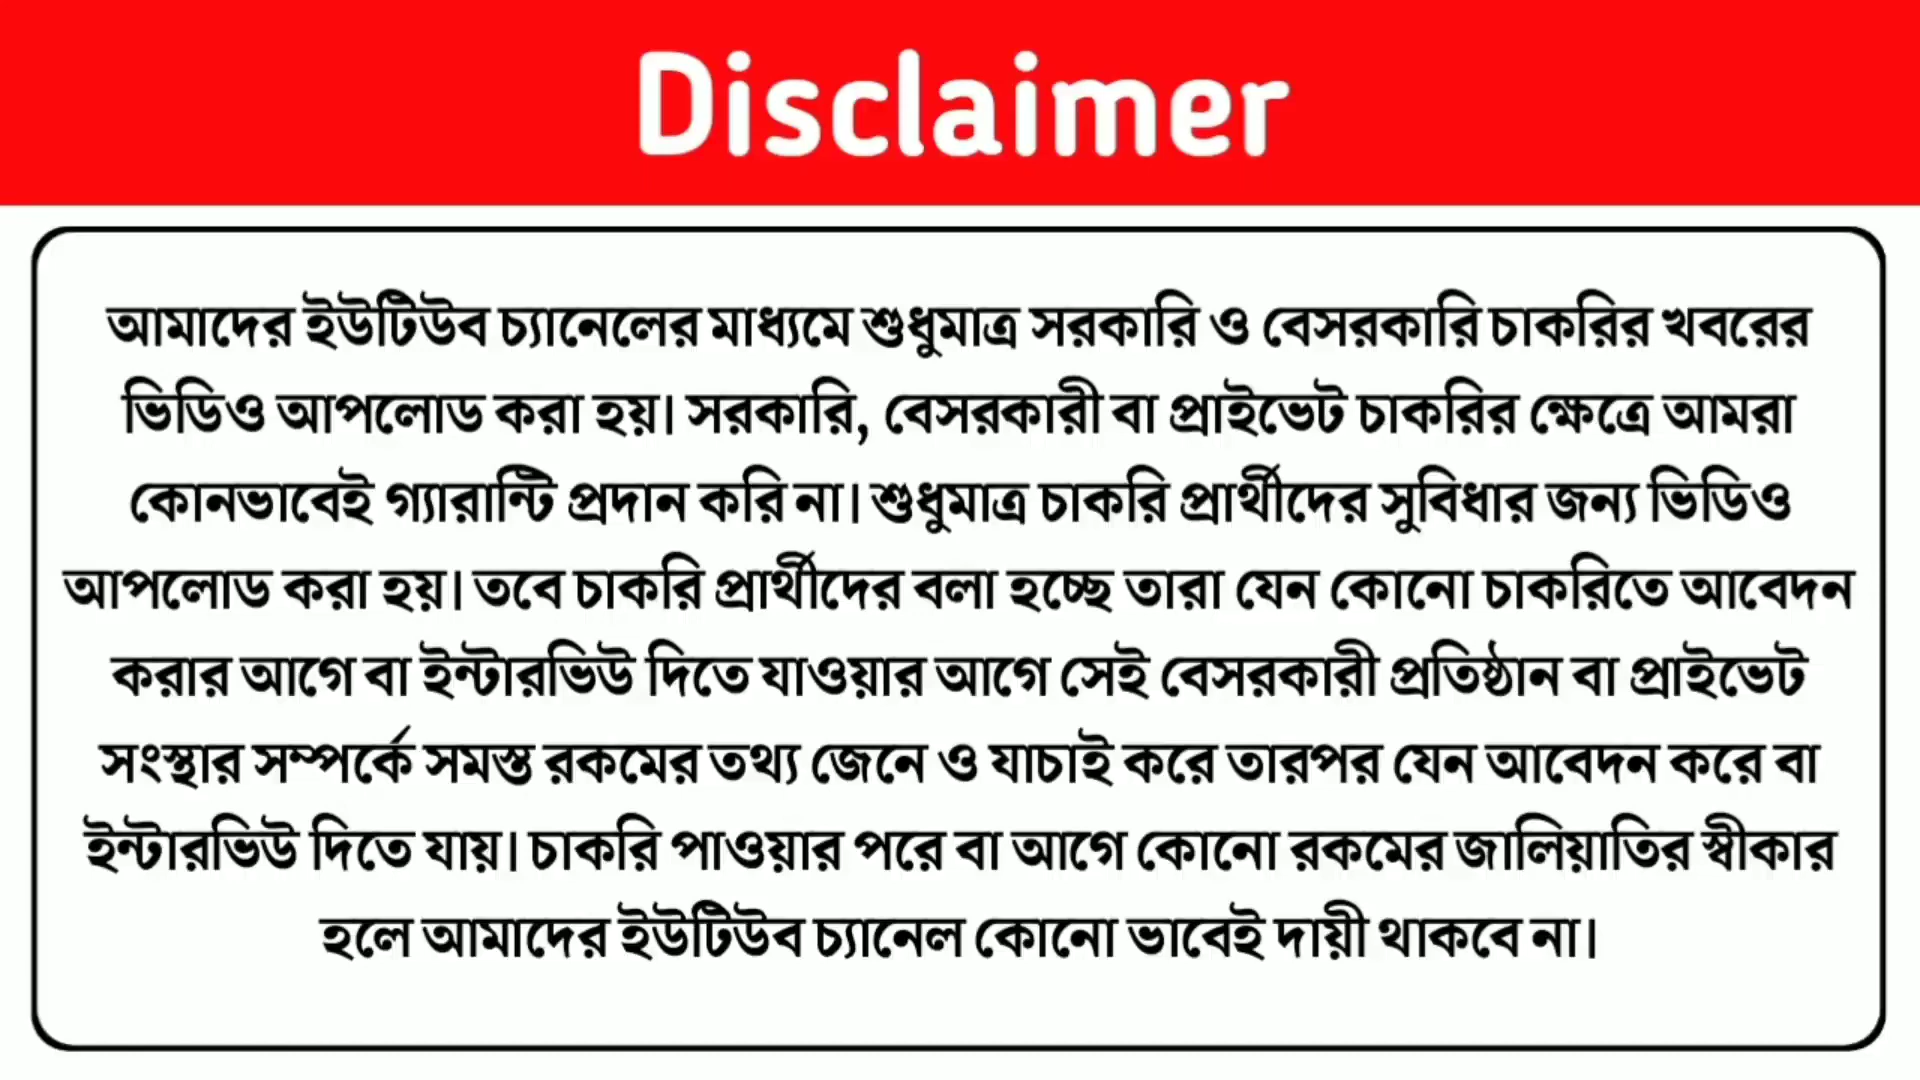 Disclaimer
আমাদের ইউটিউব চ্যানেলের মাধ্যমে শুধুমাত্র সরকারি ও বেসরকারি চাকরির খবরের
ভিডিও আপলোড করা হয়। সরকারি, বেসরকারী বা প্রাইভেট চাকরির ক্ষেত্রে আমরা
কোনভাবেই গ্যারান্টি প্রদান করি না। শুধুমাত্র চাকরি প্রার্থীদের সুবিধার জন্য ভিডিও
আপলোড করা হয়। তবে চাকরি প্রার্থীদের বলা হচ্ছে তারা যেন কোনো চাকরিতে আবেদন
করার আগে বা ইন্টারভিউ দিতে যাওয়ার আগে সেই বেসরকারী প্রতিষ্ঠান বা প্রাইভেট
সংস্থার সম্পর্কে সমস্ত রকমের তথ্য জেনে ও যাচাই করে তারপর যেন আবেদন করে বা
ইন্টারভিউ দিতে যায়। চাকরি পাওয়ার পরে বা আগে কোনো রকমের জালিয়াতির স্বীকার
হলে আমাদের ইউটিউব চ্যানেল কোনো ভাবেই দায়ী থাকবে না।